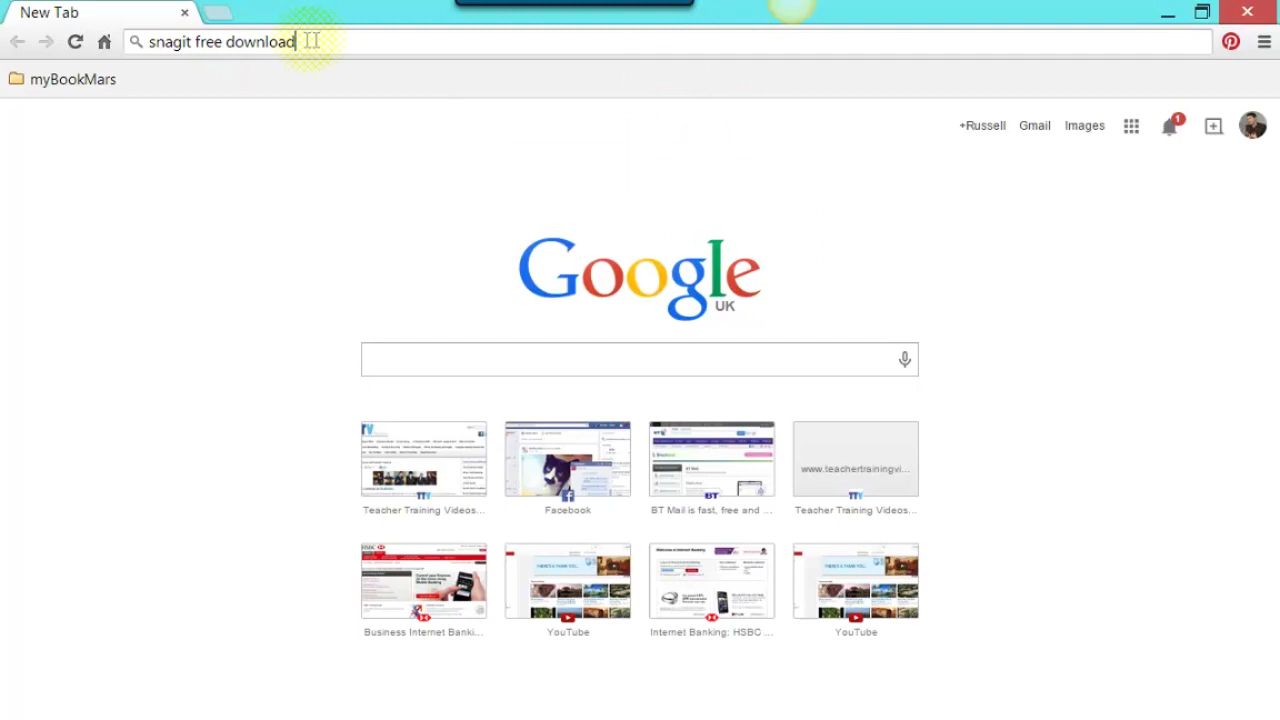 New Tab
snagit free download
myBookMars
+Russell Gmail Images 1
Google
UK
www.teachertrainingvi...
Teacher Training Videos... Facebook BT Mail is fast, free and ... Teacher Training Videos...
Business Internet Banki... YouTube Internet Banking: HSBC ... YouTube